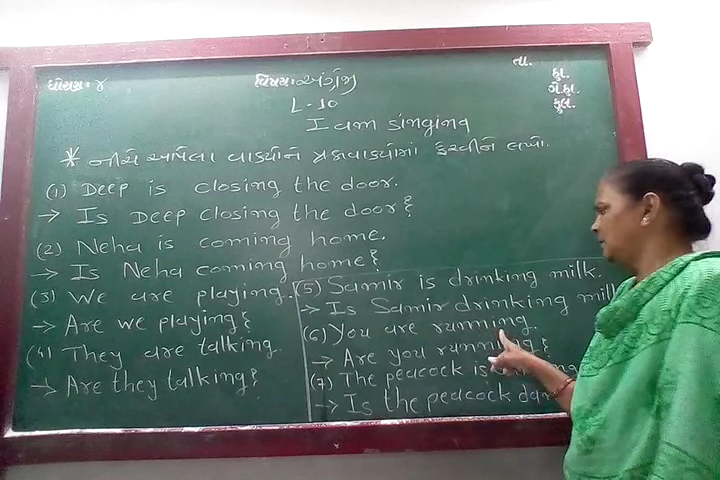 તા.
ધોરણ: ૪ વિષય: અંગ્રેજી હા.
ગે.હા.
કુલ.
L - 10
I am singing
* નીચે આપેલા વાક્યોને પ્રશ્નવાક્યોમાં ફેરવીને લખો.
(1) Deep is closing the door.
→ Is Deep closing the door?
(2) Neha is coming home.
→ Is Neha coming home?
(3) We are playing.
→ Are we playing?
(4) They are talking.
→ Are they talking?
(5) Samir is drinking milk.
→ Is Samir drinking
(6) You are running.
→ Are you running?
(7) The peacock is
→ Is the peacock